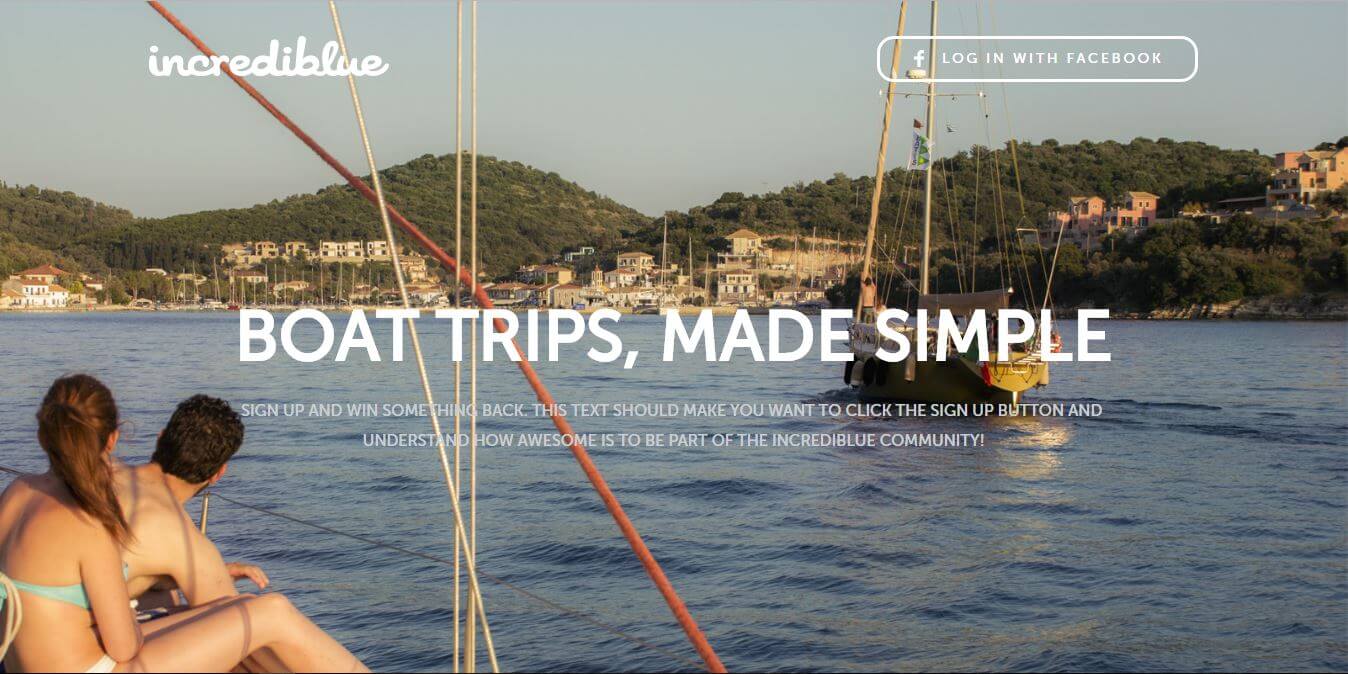 incrediblue
LOG IN WITH FACEBOOK
BOAT TRIPS, MADE SIMPLE
SIGN UP AND WIN SOMETHING BACK. THIS TEXT SHOULD MAKE YOU WANT TO CLICK THE SIGN UP BUTTON AND
UNDERSTAND HOW AWESOME IS TO BE PART OF THE INCREDIBLUE COMMUNITY!